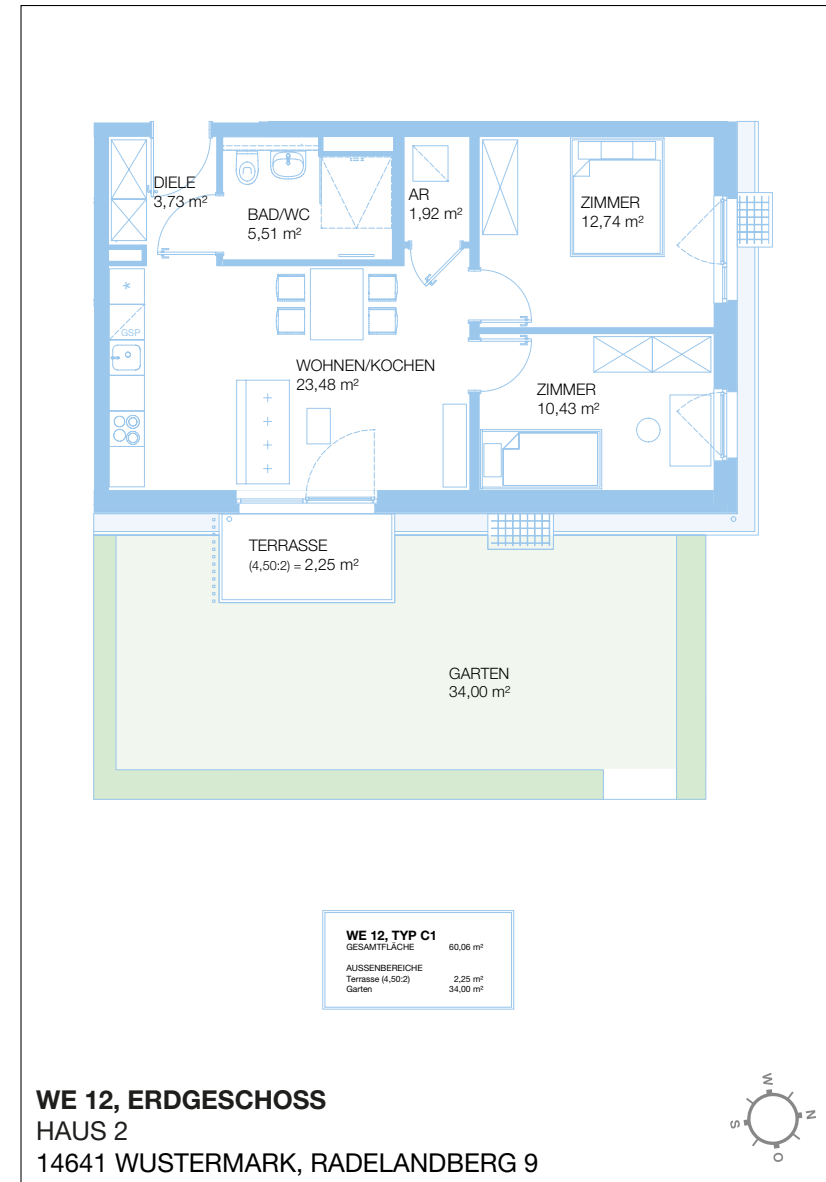 DIELE
3,73 m²
BAD/WC
5,51 m²
AR
1,92 m²
ZIMMER
12,74 m²
*
GSP
WOHNEN/KOCHEN
23,48 m²
ZIMMER
10,43 m²
TERRASSE
(4,50:2) = 2,25 m²
GARTEN
34,00 m²
WE 12, TYP C1
GESAMTFLÄCHE 60,06 m²
AUSSENBEREICHE
Terrasse (4,50:2) 2,25 m²
Garten 34,00 m²
WE 12, ERDGESCHOSS
HAUS 2
14641 WUSTERMARK, RADELANDBERG 9
W
N
S
O